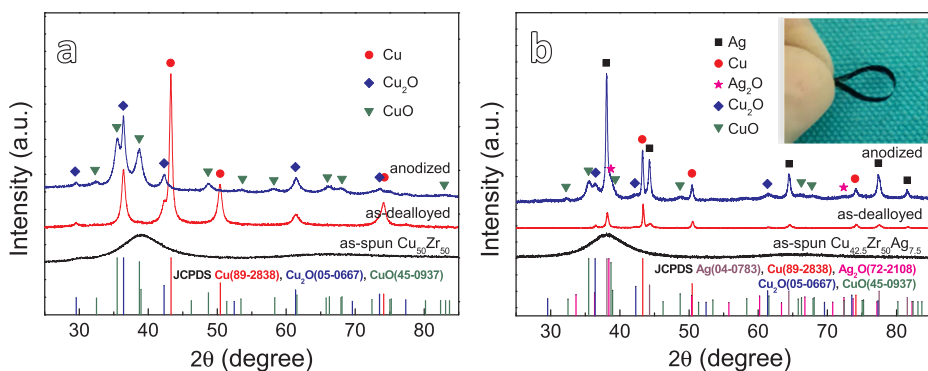 a
Cu
Cu2O
CuO
anodized
as-dealloyed
as-spun Cu50Zr50
JCPDS Cu(89-2838), Cu2O(05-0667), CuO(45-0937)
Intensity (a.u.)
30 40 50 60 70 80
2θ (degree)
b
Ag
Cu
Ag2O
Cu2O
CuO
anodized
as-dealloyed
as-spun Cu42.5Zr50Ag7.5
JCPDS Ag(04-0783), Cu(89-2838), Ag2O(72-2108)
Cu2O(05-0667), CuO(45-0937)
Intensity (a.u.)
30 40 50 60 70 80
2θ (degree)